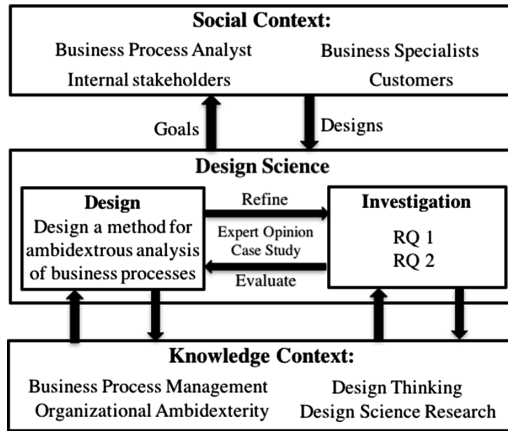 Social Context:
Business Process Analyst
Business Specialists
Internal stakeholders
Customers
Goals
Designs
Design Science
Design
Design a method for
ambidextrous analysis
of business processes
Refine
Expert Opinion
Case Study
Evaluate
Investigation
RQ 1
RQ 2
Knowledge Context:
Business Process Management
Design Thinking
Organizational Ambidexterity
Design Science Research